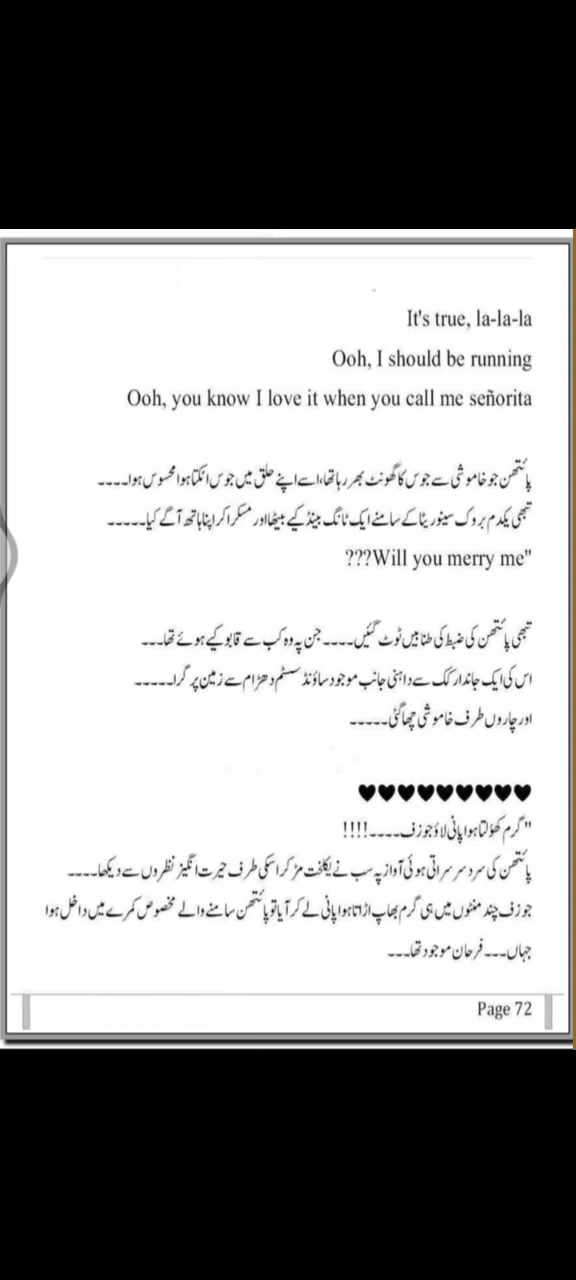 It's true, la-la-la
Ooh, I should be running
Ooh, you know I love it when you call me señorita
پائتھن جو خاموشی سے جوس کا گھونٹ بھر رہا تھا،اسے اپنے حلق میں جوس اٹکتا ہوا محسوس ہوا۔۔۔۔
تبھی یکدم بروک سینوریٹا کے سامنے ایک ٹانگ بینڈ کیے بیٹھا اور مسکرا کر اپنا ہاتھ آگے کیا۔۔۔۔۔
???Will you merry me"
تبھی پائتھن کی ضبط کی طنابیں ٹوٹ گئیں۔۔۔۔ جن پہ وہ کب سے قابو کیے ہوئے تھا۔۔۔
اس کی ایک جاندار کک سے داہنی جانب موجود ساؤنڈ سسٹم دھڑام سے زمین پر گرا۔۔۔۔۔
اور چاروں طرف خاموشی چھا گئی۔۔۔۔۔
♥♥♥♥♥♥♥♥♥
"گرم کھولتا ہوا پانی لاؤ جوزف۔۔۔۔!!!!
پائتھن کی سرد سرسراتی ہوئی آواز پہ سب نے یکلخت مڑ کر اسکی طرف حیرت انگیز نظروں سے دیکھا۔۔۔۔
جوزف چند منٹوں میں ہی گرم بھاپ اڑاتا ہوا پانی لے کر آیا تو پائتھن سامنے والے مخصوص کمرے میں داخل ہوا
جہاں۔۔۔ فرحان موجود تھا۔۔۔
Page 72